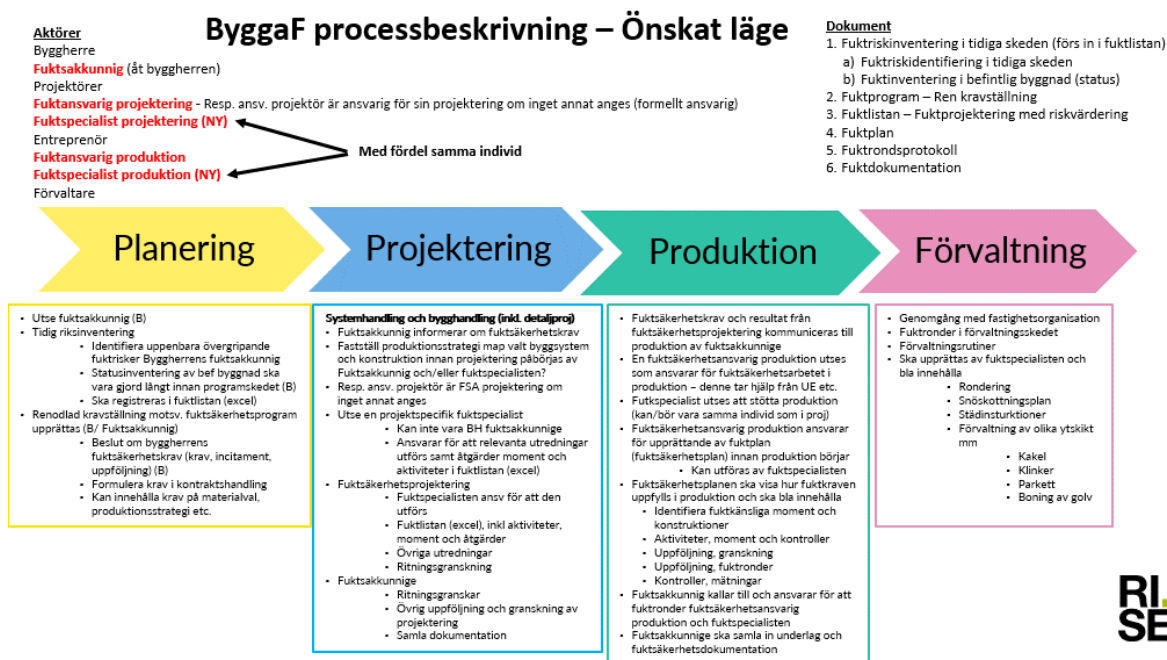 ByggaF processbeskrivning – Önskat läge
Aktörer
Byggherre
Fuktsakkunnig (åt byggherren)
Projektörer
Fuktansvarig projektering - Resp. ansv. projektör är ansvarig för sin projektering om inget annat anges (formellt ansvarig)
Fuktspecialist projektering (NY)
Entreprenör
Fuktansvarig produktion
Fuktspecialist produktion (NY)
Förvaltare
Med fördel samma individ
Dokument
1. Fuktriskinventering i tidiga skeden (förs in i fuktlistan)
a) Fuktriskidentifiering i tidiga skeden
b) Fuktinventering i befintlig byggnad (status)
2. Fuktprogram – Ren kravställning
3. Fuktlistan – Fuktprojektering med riskvärdering
4. Fuktplan
5. Fuktrondsprotokoll
6. Fuktdokumentation
Planering
Projektering
Produktion
Förvaltning
• Utse fuktsakkunnig (B)
• Tidig riksinventering
• Identifiera uppenbara övergripande
fuktrisker Byggherrens fuktsakkunnig
• Statusinventering av bef byggnad ska
vara gjord långt innan programskedet (B)
• Ska registreras i fuktlistan (excel)
• Renodlad kravställning motsv. fuktsäkerhetsprogram
upprättas (B/ Fuktsakkunnig)
• Beslut om byggherrens
fuktsäkerhetskrav (krav, incitament,
uppföljning) (B)
• Formulera krav i kontraktshandling
• Kan innehålla krav på materialval,
produktionsstrategi etc.
Systemhandling och bygghandling (inkl. detaljproj)
• Fuktsakkunnig informerar om fuktsäkerhetskrav
• Fastställ produktionsstrategi map valt byggsystem
och konstruktion innan projektering påbörjas av
Fuktsakkunnig och/eller fuktspecialisten?
• Resp. ansv. projektör är FSA projektering om
inget annat anges
• Utse en projektspecifik fuktspecialist
• Kan inte vara BH fuktsakkunnige
• Ansvarar för att relevanta utredningar
utförs samt åtgärder moment och
aktiviteter i fuktlistan (excel)
• Fuktsäkerhetsprojektering
• Fuktspecialisten ansv för att den
utförs
• Fuktlistan (excel), inkl aktiviteter,
moment och åtgärder
• Övriga utredningar
• Ritningsgranskning
• Fuktsakkunnige
• Ritningsgranskar
• Övrig uppföljning och granskning av
projektering
• Samla dokumentation
• Fuktsäkerhetskrav och resultat från
fuktsäkerhetsprojektering kommuniceras till
produktion av fuktsakkunnige
• En fuktsäkerhetsansvarig produktion utses
som ansvarar för fuktsäkerhetsarbetet i
produktion – denne tar hjälp från UE etc.
• Futkspecialist utses att stötta produktion
(kan/bör vara samma individ som i proj)
• Fuktsäkerhetsansvarig produktion ansvarar
för upprättande av fuktplan
(fuktsäkerhetsplan) innan produktion börjar
• Kan utföras av fuktspecialisten
• Fuktsäkerhetsplanen ska visa hur fuktkraven
uppfylls i produktion och ska bla innehålla
• Identifiera fuktkänsliga moment och
konstruktioner
• Aktiviteter, moment och kontroller
• Uppföljning, granskning
• Uppföljning, fuktronder
• Kontroller, mätningar
• Fuktsakkunnig kallar till och ansvarar för att
fuktronder fuktsäkerhetsansvarig
produktion och fuktspecialisten
• Fuktsakkunnige ska samla in underlag och
fuktsäkerhetsdokumentation
• Genomgång med fastighetsorganisation
• Fuktronder i förvaltningsskedet
• Förvaltningsrutiner
• Ska upprättas av fuktspecialisten och
bla innehålla
• Rondering
• Snöskottningsplan
• Städinsturktioner
• Förvaltning av olika ytskikt
mm
• Kakel
• Klinker
• Parkett
• Boning av golv
RI.
SE